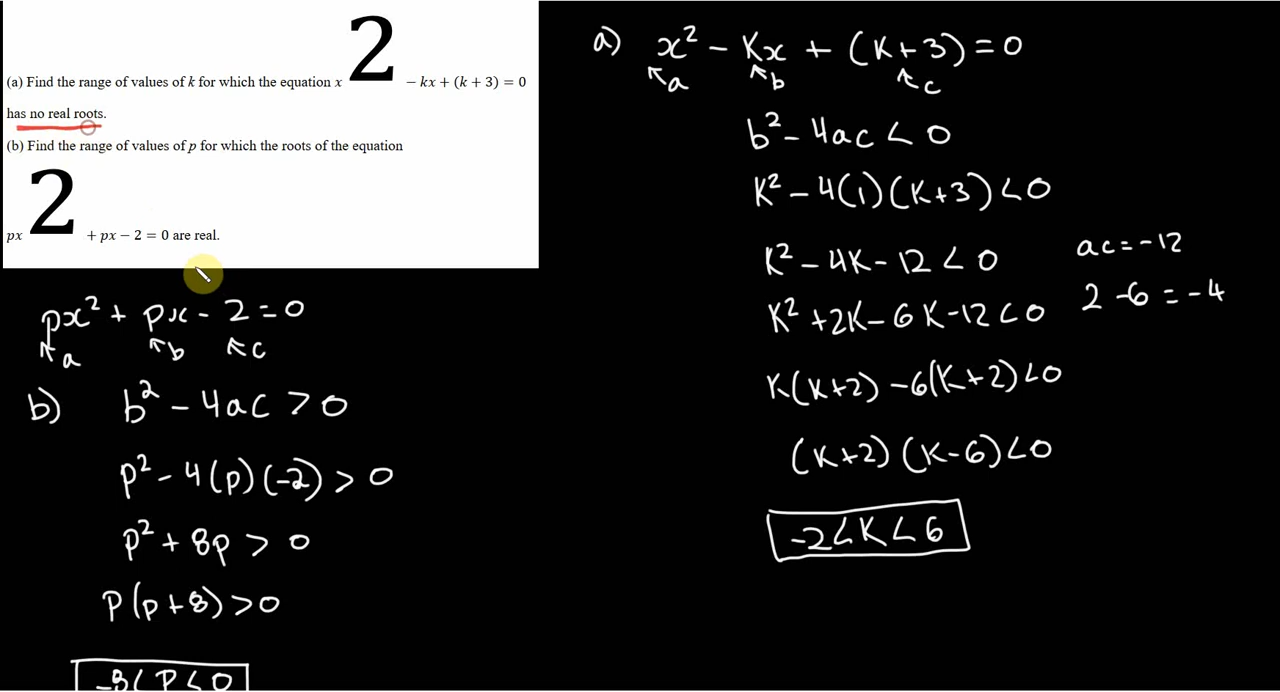 (a) Find the range of values of k for which the equation x 2 − kx + (k + 3) = 0
has no real roots.
(b) Find the range of values of p for which the roots of the equation
px 2 + px − 2 = 0 are real.
a) x² − Kx + (K+3) = 0
a b c
b² − 4ac < 0
K² − 4(1)(K+3) < 0
K² − 4K − 12 < 0
ac = −12
K² + 2K − 6K − 12 < 0
2 −6 = −4
K(K+2) −6(K+2) < 0
(K+2)(K−6) < 0
−2 < K < 6
px² + px − 2 = 0
a b c
b) b² − 4ac > 0
p² − 4(p)(−2) > 0
p² + 8p > 0
P(p+8) > 0
−8 < P < 0